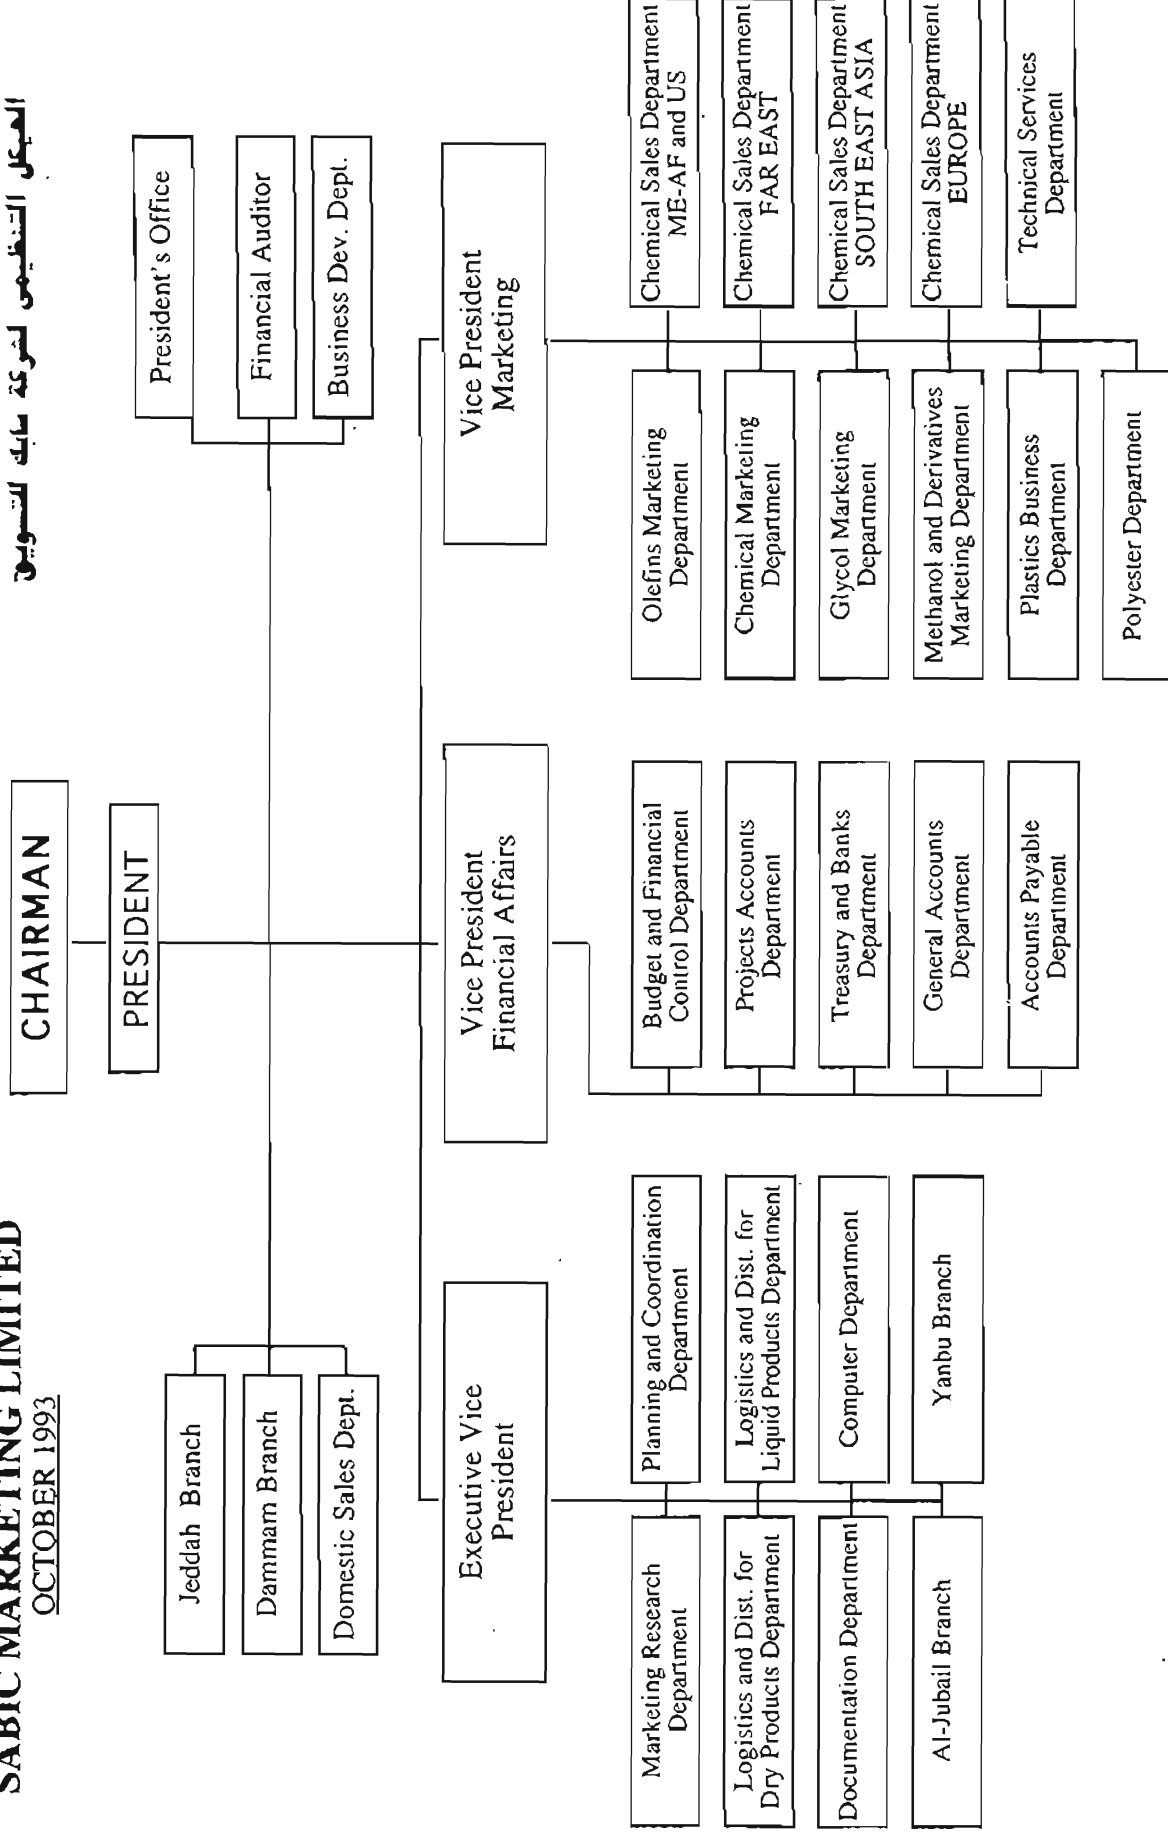 SABIC MARKETING LIMITED
OCTOBER 1993
الهيكل التنظيمى لشركة سابك للتسويق
CHAIRMAN
PRESIDENT
Jeddah Branch
Dammam Branch
Domestic Sales Dept.
President's Office
Financial Auditor
Business Dev. Dept.
Executive Vice
President
Vice President
Financial Affairs
Vice President
Marketing
Marketing Research
Department
Planning and Coordination
Department
Logistics and Dist. for
Dry Products Department
Logistics and Dist. for
Liquid Products Department
Documentation Department
Computer Department
Al-Jubail Branch
Yanbu Branch
Budget and Financial
Control Department
Projects Accounts
Department
Treasury and Banks
Department
General Accounts
Department
Accounts Payable
Department
Olefins Marketing
Department
Chemical Sales Department
ME-AF and US
Chemical Marketing
Department
Chemical Sales Department
FAR EAST
Glycol Marketing
Department
Chemical Sales Department
SOUTH EAST ASIA
Methanol and Derivatives
Marketing Department
Chemical Sales Department
EUROPE
Plastics Business
Department
Technical Services
Department
Polyester Department